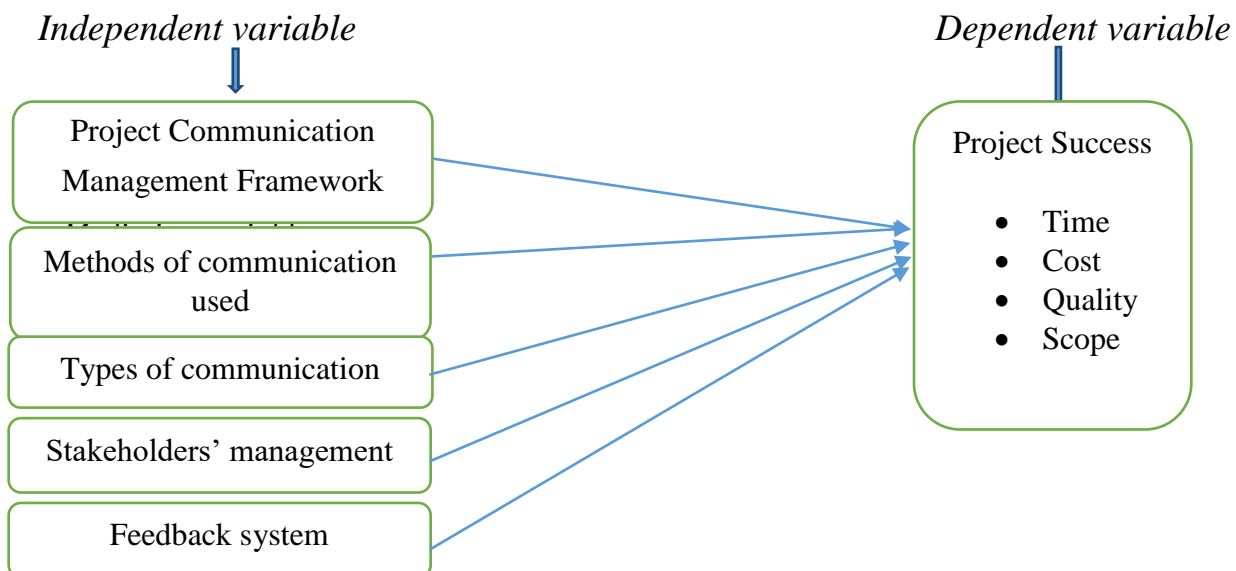 Independent variable
Dependent variable
Project Communication
Management Framework
Methods of communication
used
Types of communication
Stakeholders’ management
Feedback system
Project Success
• Time
• Cost
• Quality
• Scope